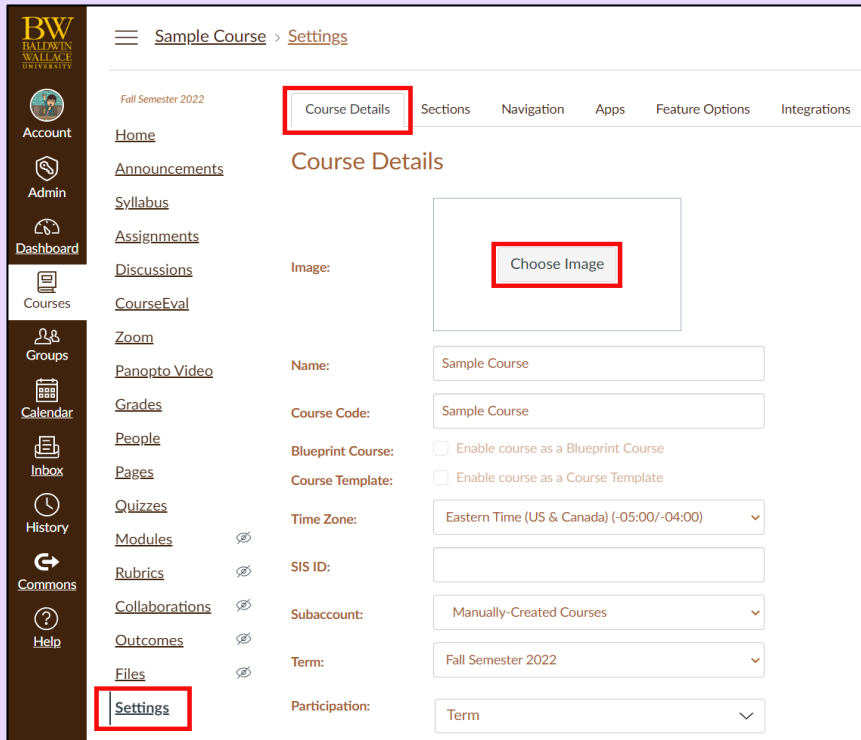 BW
BALDWIN
WALLACE
UNIVERSITY
Account
Admin
Dashboard
Courses
Groups
Calendar
Inbox
History
Commons
Help
Sample Course > Settings
Fall Semester 2022
Home
Announcements
Syllabus
Assignments
Discussions
CourseEval
Zoom
Panopto Video
Grades
People
Pages
Quizzes
Modules
Rubrics
Collaborations
Outcomes
Files
Settings
Course Details Sections Navigation Apps Feature Options Integrations
Course Details
Image: Choose Image
Name: Sample Course
Course Code: Sample Course
Blueprint Course: Enable course as a Blueprint Course
Course Template: Enable course as a Course Template
Time Zone: Eastern Time (US & Canada) (-05:00/-04:00)
SIS ID:
Subaccount: Manually-Created Courses
Term: Fall Semester 2022
Participation: Term